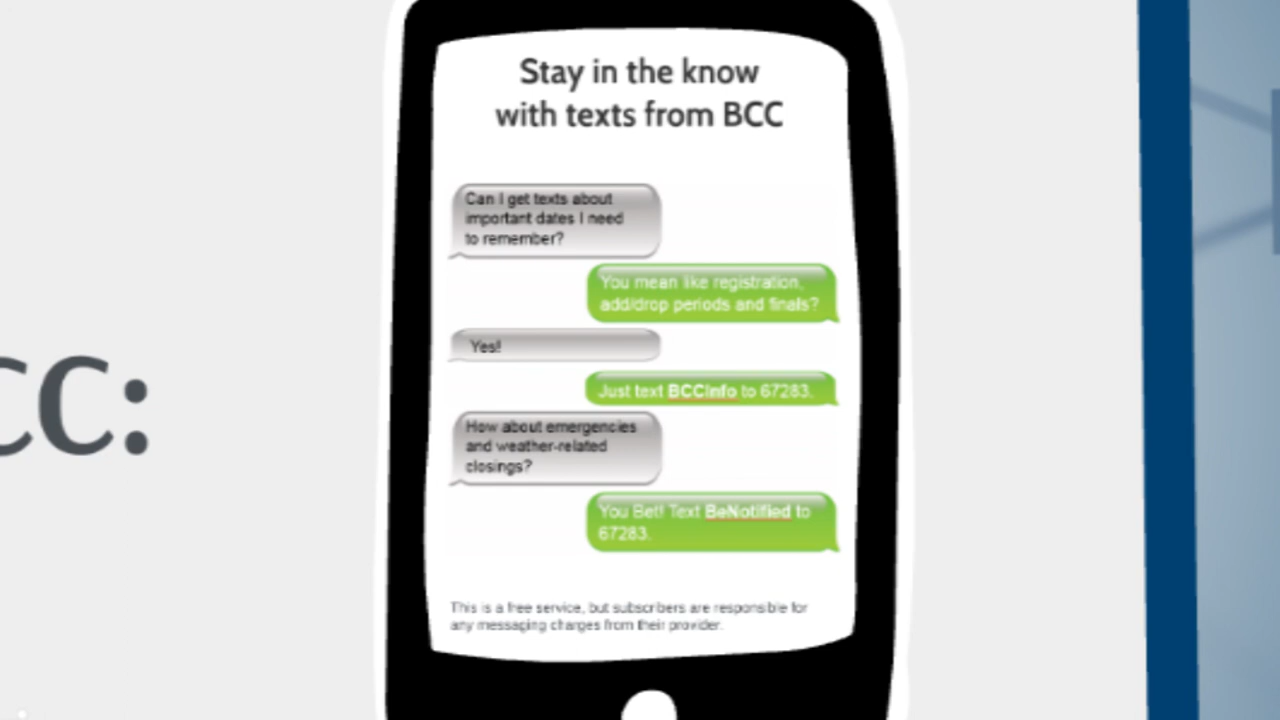 Stay in the know
with texts from BCC
Can I get texts about
important dates I need
to remember?
You mean like registration,
add/drop periods and finals?
Yes!
Just text BCCInfo to 67283.
How about emergencies
and weather-related
closings?
You Bet! Text BeNotified to
67283.
This is a free service, but subscribers are responsible for
any messaging charges from their provider.
CC: